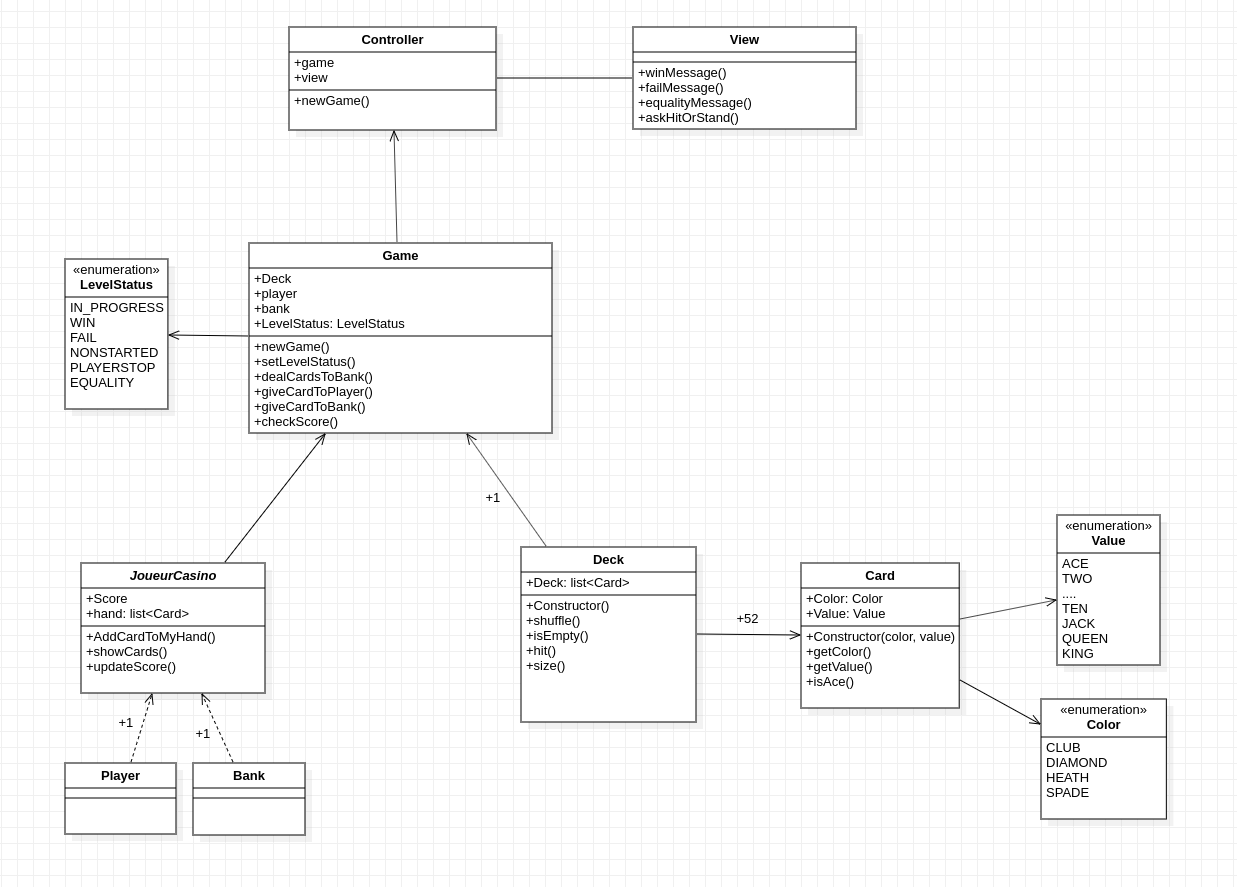 Controller
+game
+view
+newGame()
View
+winMessage()
+failMessage()
+equalityMessage()
+askHitOrStand()
«enumeration»
LevelStatus
IN_PROGRESS
WIN
FAIL
NONSTARTED
PLAYERSTOP
EQUALITY
Game
+Deck
+player
+bank
+LevelStatus: LevelStatus
+newGame()
+setLevelStatus()
+dealCardsToBank()
+giveCardToPlayer()
+giveCardToBank()
+checkScore()
+1
JoueurCasino
+Score
+hand: list<Card>
+AddCardToMyHand()
+showCards()
+updateScore()
Deck
+Deck: list<Card>
+Constructor()
+shuffle()
+isEmpty()
+hit()
+size()
+52
Card
+Color: Color
+Value: Value
+Constructor(color, value)
+getColor()
+getValue()
+isAce()
«enumeration»
Value
ACE
TWO
....
TEN
JACK
QUEEN
KING
«enumeration»
Color
CLUB
DIAMOND
HEATH
SPADE
+1
+1
Player
Bank